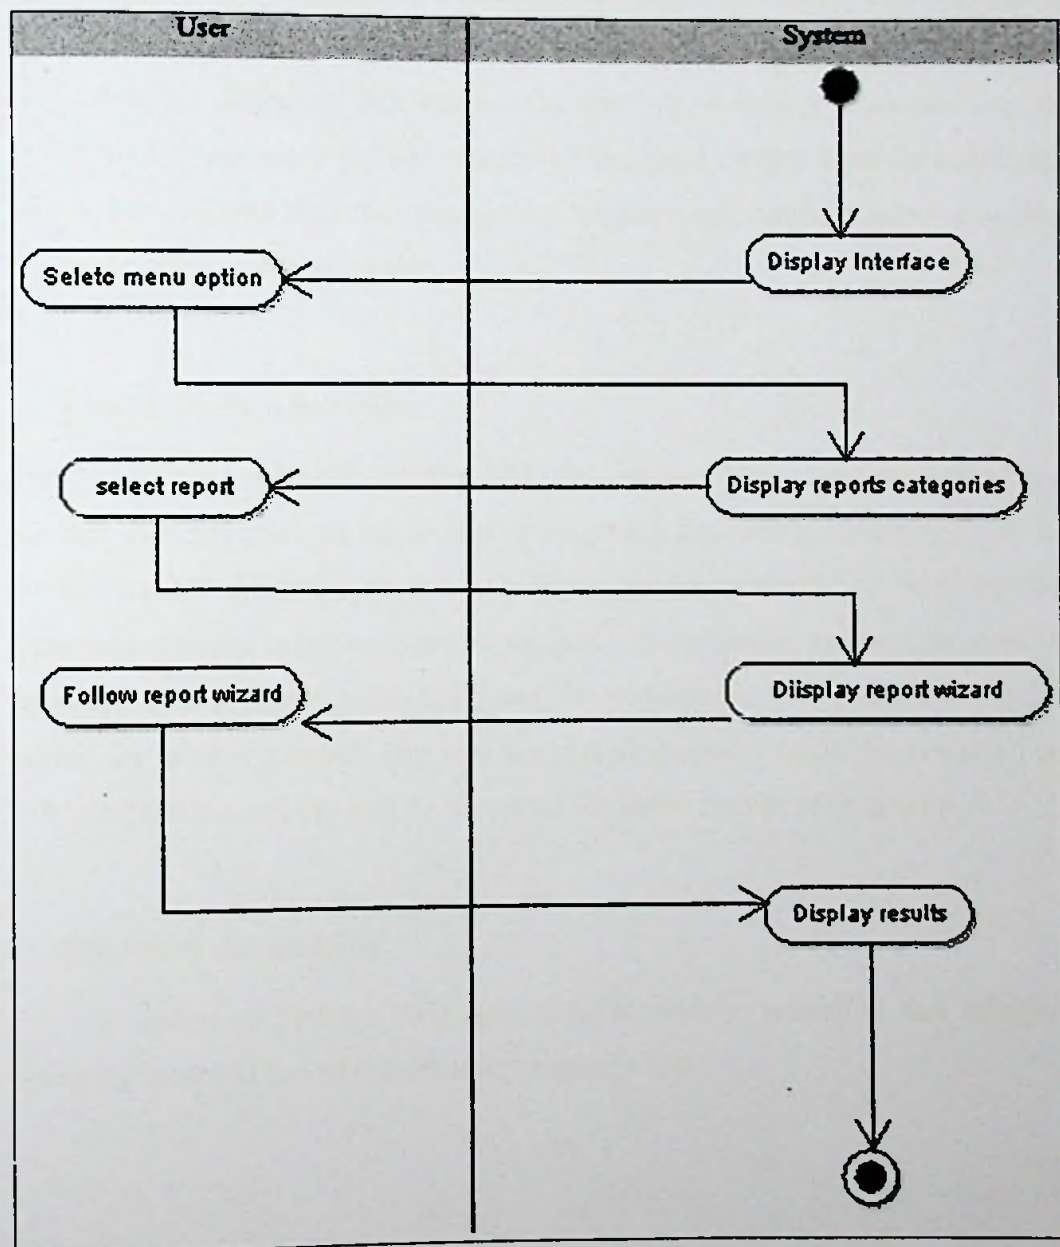 User
System
Display Interface
Seletc menu option
Display reports categories
select report
Diisplay report wizard
Follow report wizard
Display results